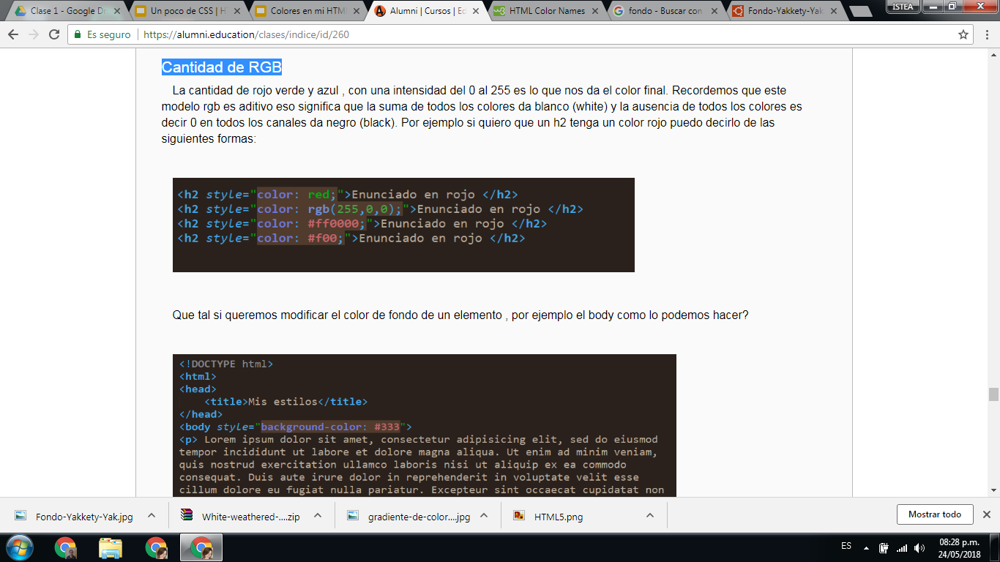 Clase 1 - Google Dr
Un poco de CSS | H
Colores en mi HTM
Alumni | Cursos | Ed
HTML Color Names
fondo - Buscar con
Fondo-Yakkety-Yak
ISTEA
Es seguro
https://alumni.education/clases/indice/id/260
Cantidad de RGB
La cantidad de rojo verde y azul , con una intensidad del 0 al 255 es lo que nos da el color final. Recordemos que este
modelo rgb es aditivo eso significa que la suma de todos los colores da blanco (white) y la ausencia de todos los colores es
decir 0 en todos los canales da negro (black). Por ejemplo si quiero que un h2 tenga un color rojo puedo decirlo de las
siguientes formas:
<h2 style="color: red;">Enunciado en rojo </h2>
<h2 style="color: rgb(255,0,0);">Enunciado en rojo </h2>
<h2 style="color: #ff0000;">Enunciado en rojo </h2>
<h2 style="color: #f00;">Enunciado en rojo </h2>
Que tal si queremos modificar el color de fondo de un elemento , por ejemplo el body como lo podemos hacer?
<!DOCTYPE html>
<html>
<head>
<title>Mis estilos</title>
</head>
<body style="background-color: #333">
<p> Lorem ipsum dolor sit amet, consectetur adipisicing elit, sed do eiusmod
tempor incididunt ut labore et dolore magna aliqua. Ut enim ad minim veniam,
quis nostrud exercitation ullamco laboris nisi ut aliquip ex ea commodo
consequat. Duis aute irure dolor in reprehenderit in voluptate velit esse
cillum dolore eu fugiat nulla pariatur. Excepteur sint occaecat cupidatat non
Fondo-Yakkety-Yak.jpg
White-weathered-....zip
gradiente-de-color....jpg
HTML5.png
Mostrar todo
ES
08:28 p.m.
24/05/2018